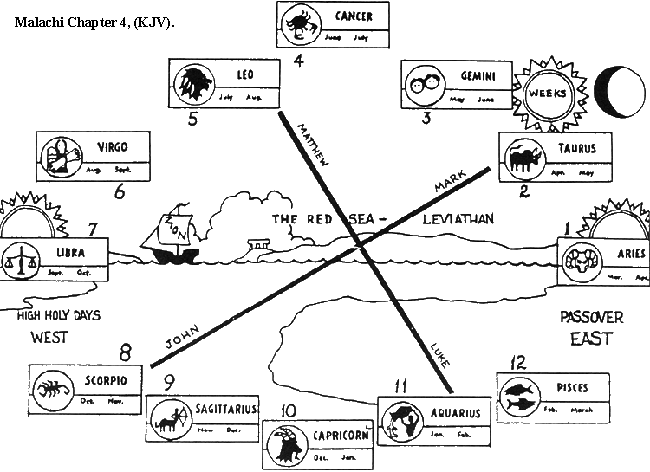 Malachi Chapter 4, (KJV).
CANCER
June July
4
LEO
July Aug.
5
GEMINI
May June
3
WEEKS
VIRGO
Aug. Sept.
6
TAURUS
Apr. May
2
MATTHEW
MARK
THE RED SEA - LEVIATHAN
ZION
7
LIBRA
Sept. Oct.
1
ARIES
Mar. Apr.
HIGH HOLY DAYS
WEST
PASSOVER
EAST
JOHN
LUKE
8
SCORPIO
Oct. Nov.
9
SAGITTARIUS
Nov. Dec.
10
CAPRICORN
Dec. Jan.
11
AQUARIUS
Jan. Feb.
12
PISCES
Feb. March